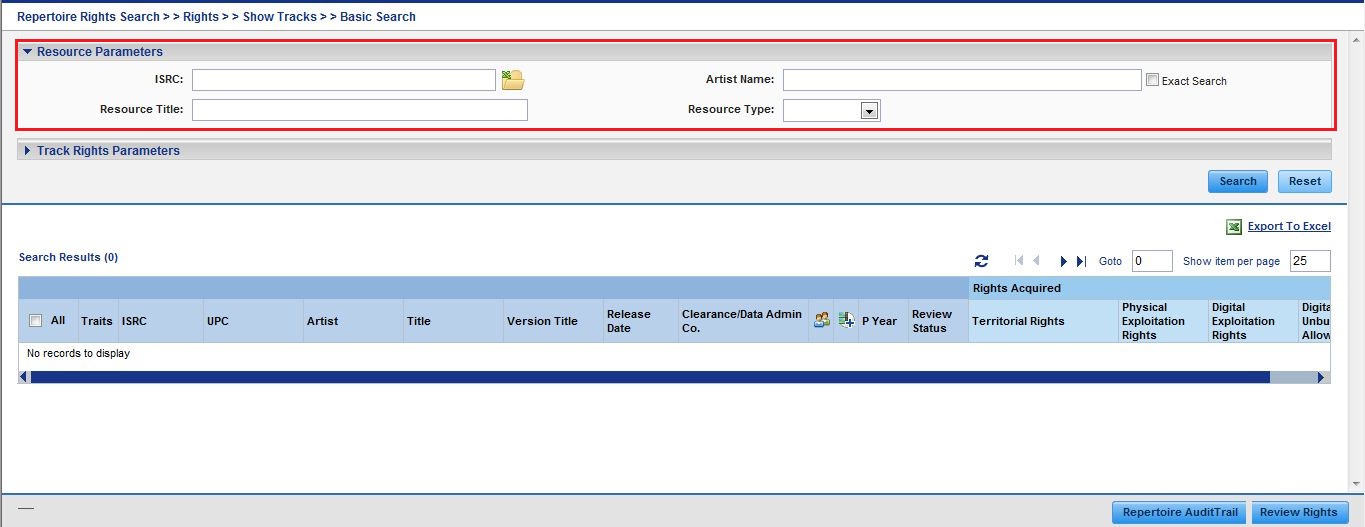 Repertoire Rights Search > > Rights > > Show Tracks > > Basic Search
Resource Parameters
ISRC:
Artist Name:
Exact Search
Resource Title:
Resource Type:
Track Rights Parameters
Search
Reset
Export To Excel
Search Results (0)
Goto
0
Show item per page
25
Rights Acquired
All
Traits
ISRC
UPC
Artist
Title
Version Title
Release
Date
Clearance/Data Admin
Co.
P Year
Review
Status
Territorial Rights
Physical
Exploitation
Rights
Digital
Exploitation
Rights
Digita
Unbu
Allow
No records to display
Repertoire AuditTrail
Review Rights